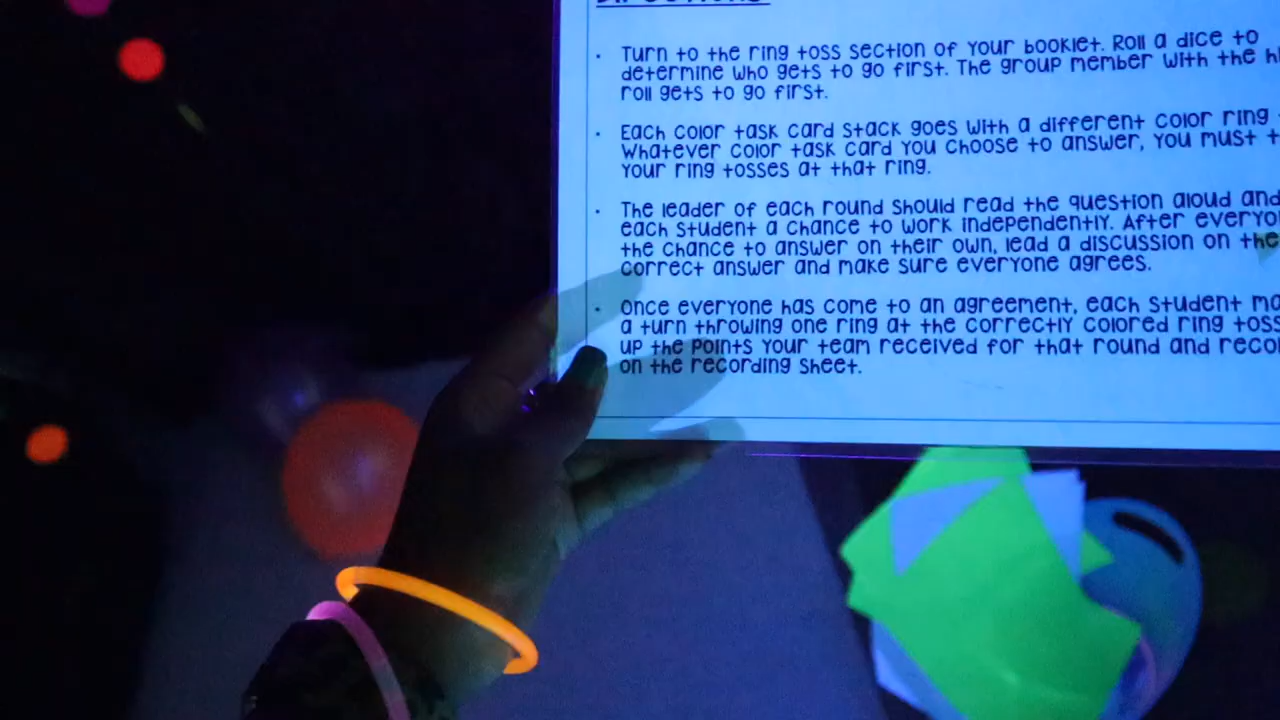 Turn to the ring toss section of your booklet. Roll a dice to
determine who gets to go first. The group member with the
roll gets to go first.
Each color task card stack goes with a different color ring
Whatever color task card you choose to answer, you must
your ring tosses at that ring.
The leader of each round should read the question aloud and
each student a chance to work independently. After
the chance to answer on their own, lead a discussion on the
correct answer and make sure everyone agrees.
Once everyone has come to an agreement, each student
a turn throwing one ring at the correctly colored ring
up the points your team received for that round and
on the recording sheet.